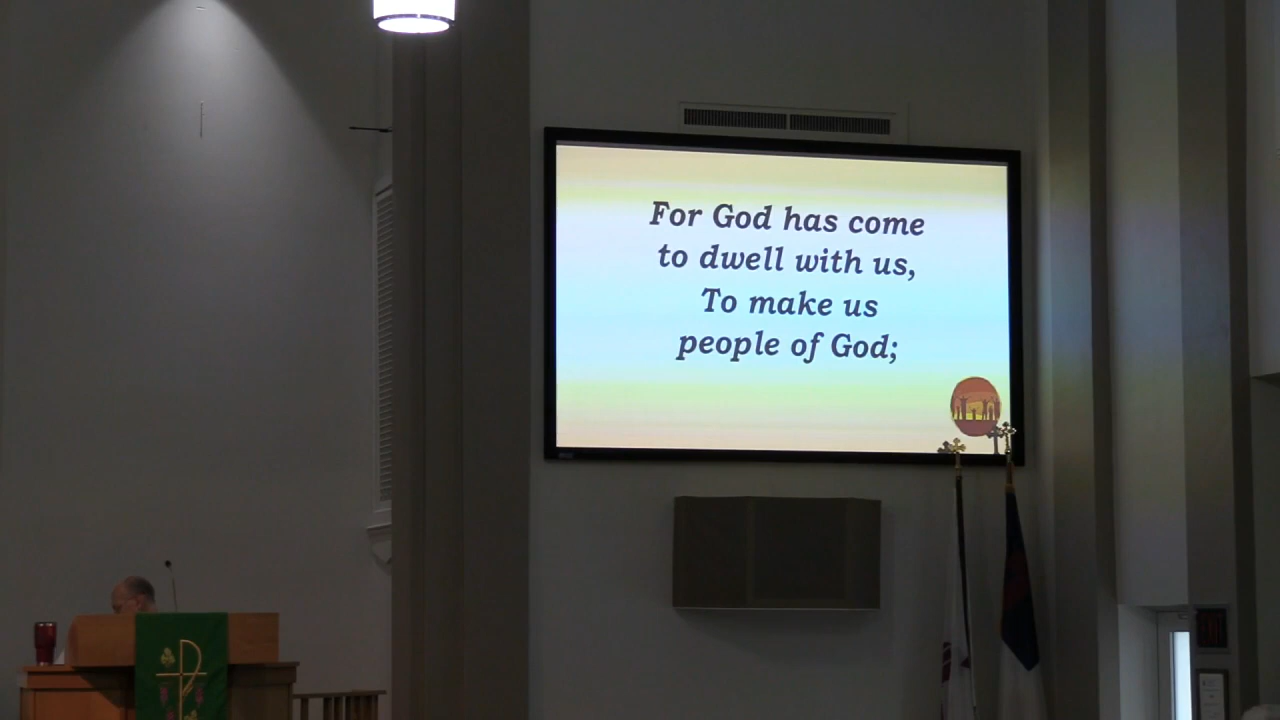 For God has come
to dwell with us,
To make us
people of God;